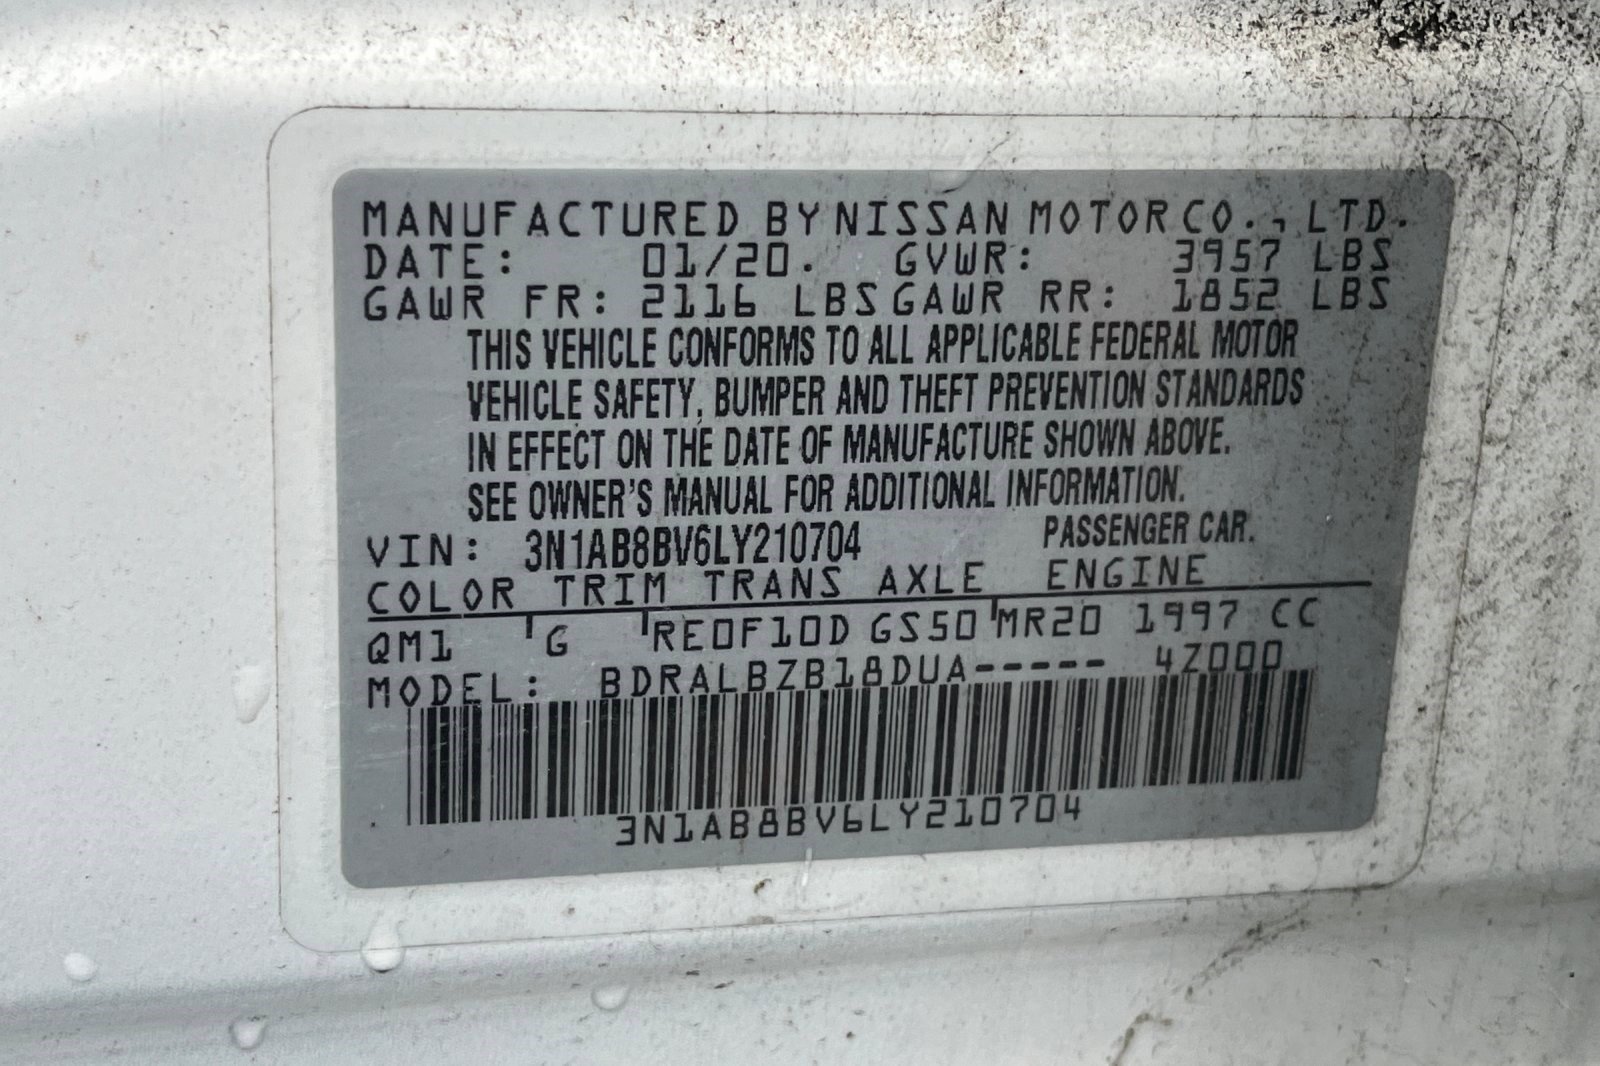 MANUFACTURED BY NISSAN MOTOR CO., LTD.
DATE: 01/20. GVWR: 3957 LBS
GAWR FR: 2116 LBS GAWR RR: 1852 LBS
THIS VEHICLE CONFORMS TO ALL APPLICABLE FEDERAL MOTOR
VEHICLE SAFETY, BUMPER AND THEFT PREVENTION STANDARDS
IN EFFECT ON THE DATE OF MANUFACTURE SHOWN ABOVE.
SEE OWNER'S MANUAL FOR ADDITIONAL INFORMATION.
VIN: 3N1AB8BV6LY210704 PASSENGER CAR.
COLOR TRIM TRANS AXLE ENGINE
QM1 G RE0F10D GS50 MR20 1997 CC
MODEL: BDRALBZB18DUA----- 4Z000
3N1AB8BV6LY210704